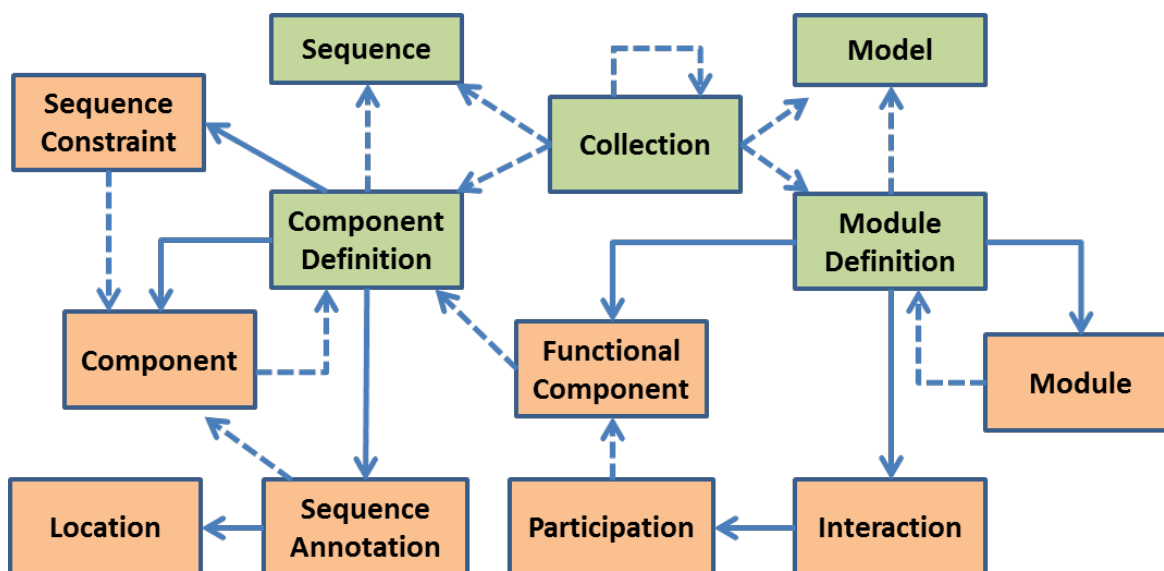 Sequence
Model
Sequence
Constraint
Collection
Component
Definition
Module
Definition
Component
Functional
Component
Module
Location
Sequence
Annotation
Participation
Interaction